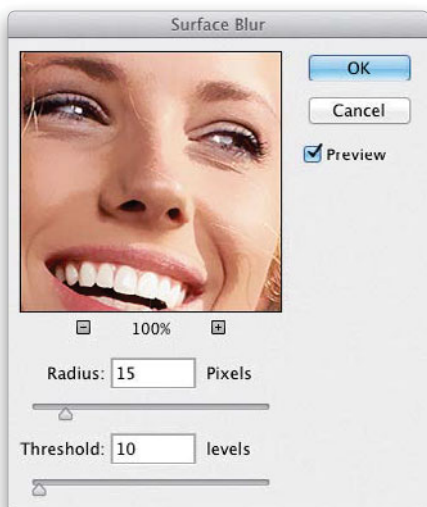 Surface Blur
OK
Cancel
Preview
100%
Radius: 15 Pixels
Threshold: 10 levels